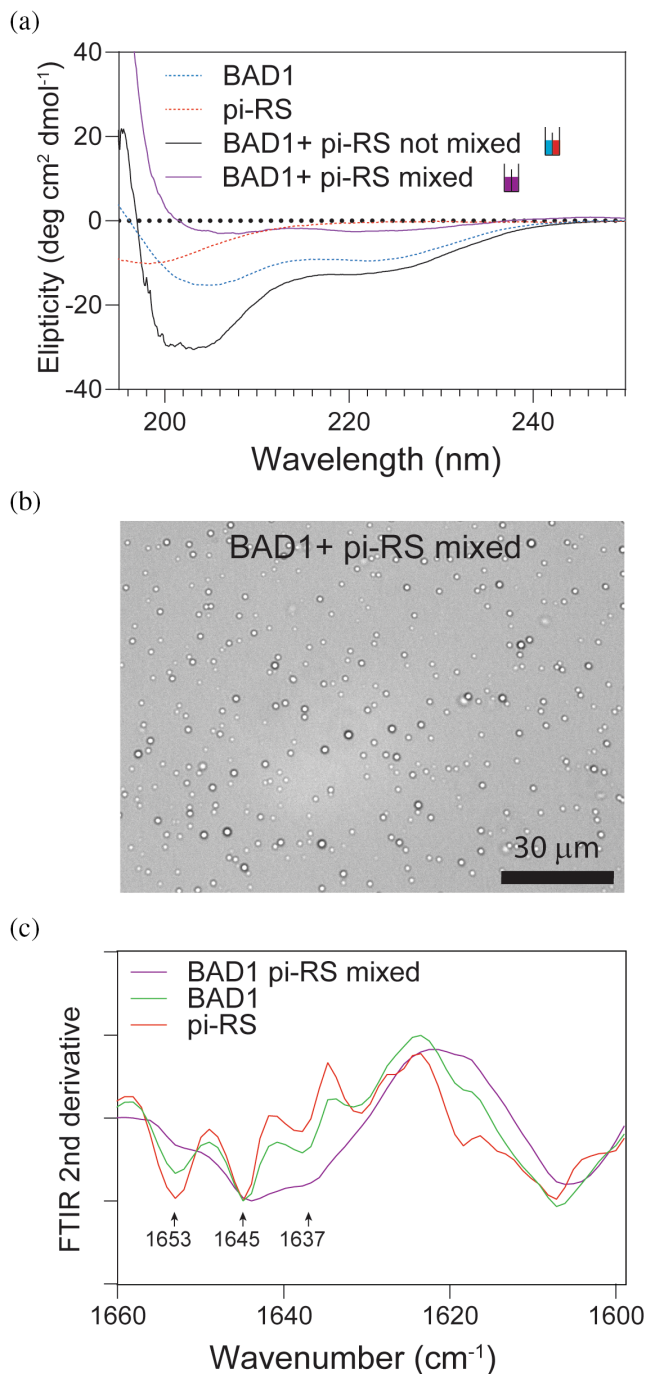 (a)
40
20
0
-20
-40
Elipticity (deg cm² dmol⁻¹)
BAD1
pi-RS
BAD1+ pi-RS not mixed
BAD1+ pi-RS mixed
200 220 240
Wavelength (nm)
(b)
BAD1+ pi-RS mixed
30 μm
(c)
FTIR 2nd derivative
BAD1 pi-RS mixed
BAD1
pi-RS
1653 1645 1637
1660 1640 1620 1600
Wavenumber (cm⁻¹)